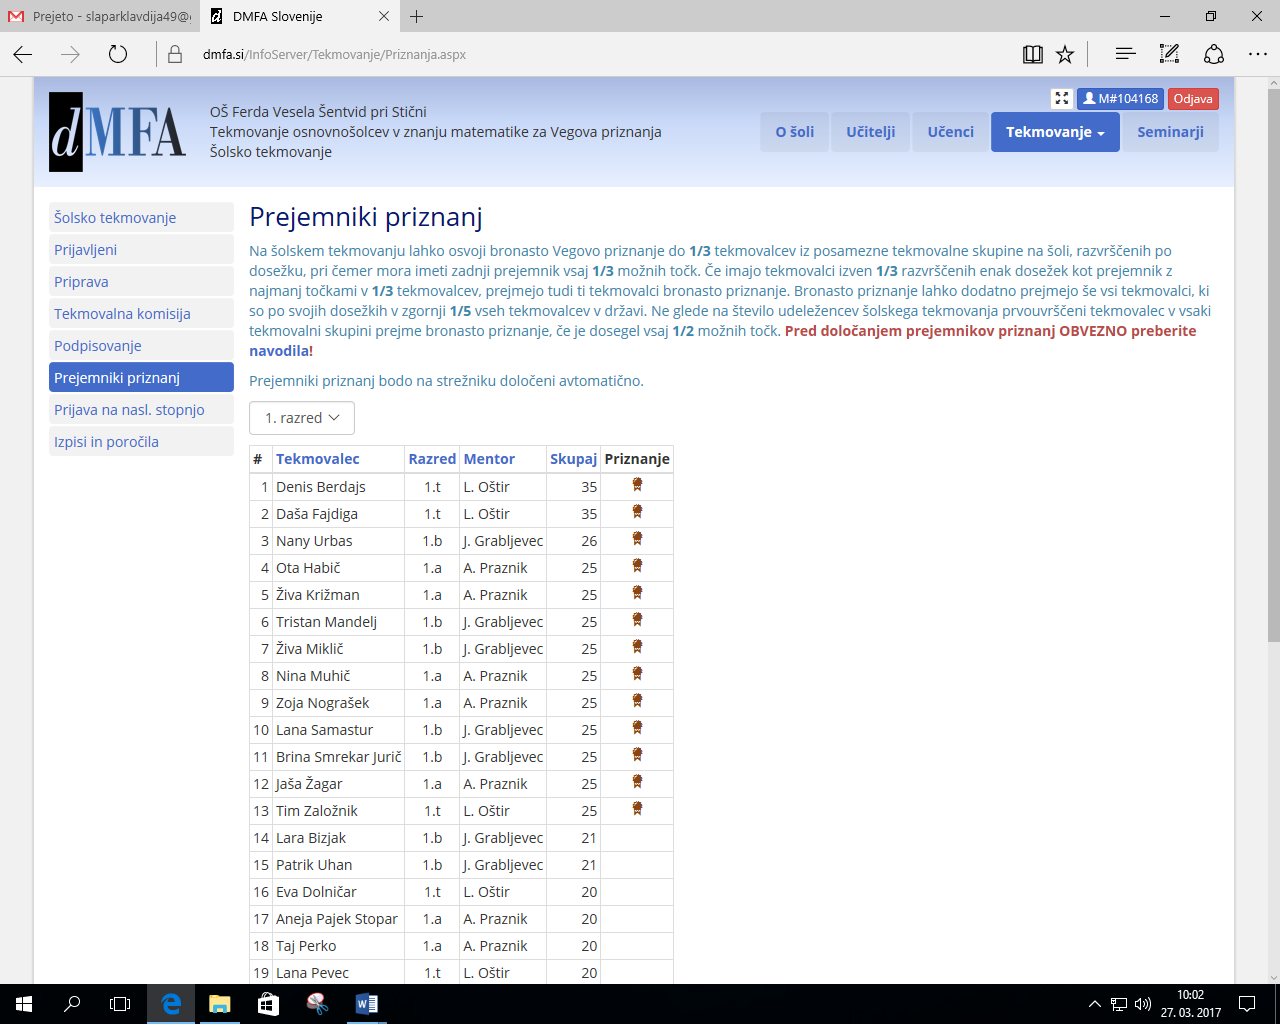 Prejeto - slaparklavdija49@g
DMFA Slovenije
dmfa.si/InfoServer/Tekmovanje/Priznanja.aspx
dMFA
OŠ Ferda Vesela Šentvid pri Stični
Tekmovanje osnovnošolcev v znanju matematike za Vegova priznanja
Šolsko tekmovanje
M#104168
Odjava
O šoli
Učitelji
Učenci
Tekmovanje
Seminarji
Šolsko tekmovanje
Prijavljeni
Priprava
Tekmovalna komisija
Podpisovanje
Prejemniki priznanj
Prijava na nasl. stopnjo
Izpisi in poročila
Prejemniki priznanj
Na šolskem tekmovanju lahko osvoji bronasto Vegovo priznanje do 1/3 tekmovalcev iz posamezne tekmovalne skupine na šoli, razvrščenih po
dosežku, pri čemer mora imeti zadnji prejemnik vsaj 1/3 možnih točk. Če imajo tekmovalci izven 1/3 razvrščenih enak dosežek kot prejemnik z
najmanj točkami v 1/3 tekmovalcev, prejmejo tudi ti tekmovalci bronasto priznanje. Bronasto priznanje lahko dodatno prejmejo še vsi tekmovalci, ki
so po svojih dosežkih v zgornji 1/5 vseh tekmovalcev v državi. Ne glede na število udeležencev šolskega tekmovanja prvouvrščeni tekmovalec v vsaki
tekmovalni skupini prejme bronasto priznanje, če je dosegel vsaj 1/2 možnih točk. Pred določanjem prejemnikov priznanj OBVEZNO preberite
navodila!
Prejemniki priznanj bodo na strežniku določeni avtomatično.
1. razred
# Tekmovalec Razred Mentor Skupaj Priznanje
1 Denis Berdajs 1.t L. Oštir 35
2 Daša Fajdiga 1.t L. Oštir 35
3 Nany Urbas 1.b J. Grabljevec 26
4 Ota Habič 1.a A. Praznik 25
5 Živa Križman 1.a A. Praznik 25
6 Tristan Mandelj 1.b J. Grabljevec 25
7 Živa Miklič 1.b J. Grabljevec 25
8 Nina Muhič 1.a A. Praznik 25
9 Zoja Nograšek 1.a A. Praznik 25
10 Lana Samastur 1.b J. Grabljevec 25
11 Brina Smrekar Jurič 1.b J. Grabljevec 25
12 Jaša Žagar 1.a A. Praznik 25
13 Tim Založnik 1.t L. Oštir 25
14 Lara Bizjak 1.b J. Grabljevec 21
15 Patrik Uhan 1.b J. Grabljevec 21
16 Eva Dolničar 1.t L. Oštir 20
17 Aneja Pajek Stopar 1.a A. Praznik 20
18 Taj Perko 1.a A. Praznik 20
19 Lana Pevec 1.t L. Oštir 20
10:02
27. 03. 2017